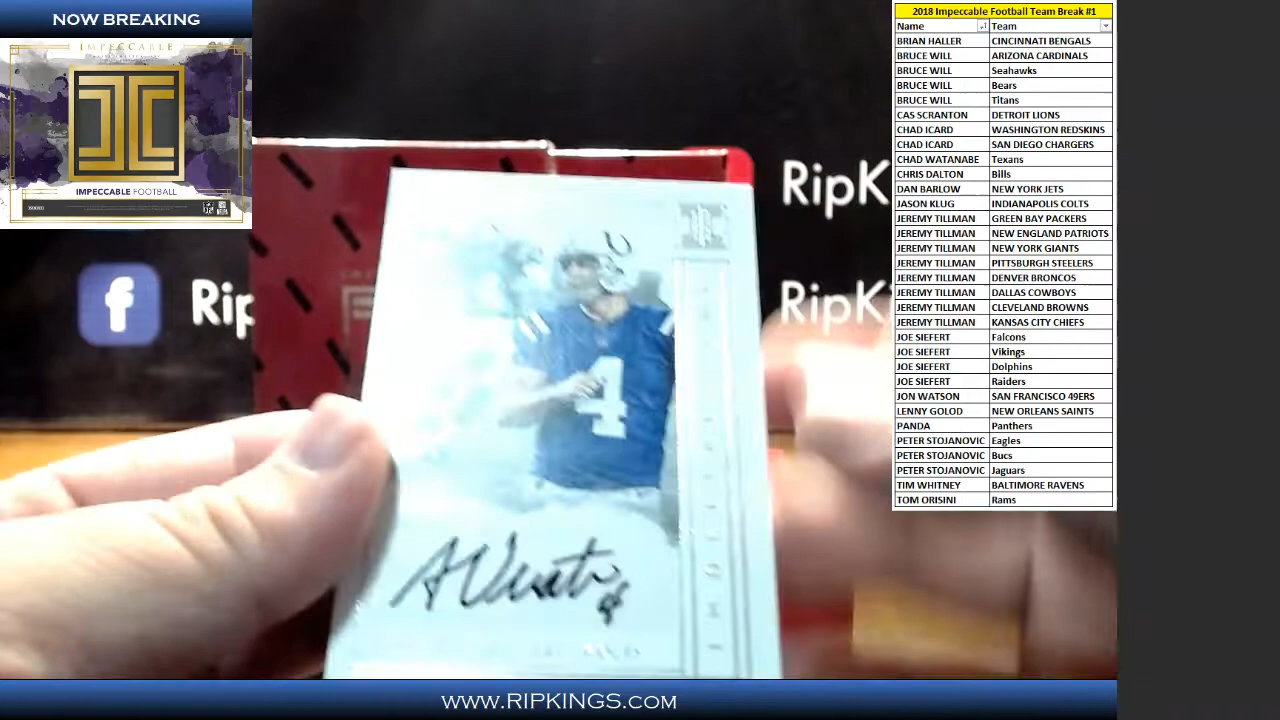 NOW BREAKING
IMPECCABLE
IMPECCABLE FOOTBALL
f
Rip
RipK
RipKi
4
2018 Impeccable Football Team Break #1
Name Team
BRIAN HALLER CINCINNATI BENGALS
BRUCE WILL ARIZONA CARDINALS
BRUCE WILL Seahawks
BRUCE WILL Bears
BRUCE WILL Titans
CAS SCRANTON DETROIT LIONS
CHAD ICARD WASHINGTON REDSKINS
CHAD ICARD SAN DIEGO CHARGERS
CHAD WATANABE Texans
CHRIS DALTON Bills
DAN BARLOW NEW YORK JETS
JASON KLUG INDIANAPOLIS COLTS
JEREMY TILLMAN GREEN BAY PACKERS
JEREMY TILLMAN NEW ENGLAND PATRIOTS
JEREMY TILLMAN NEW YORK GIANTS
JEREMY TILLMAN PITTSBURGH STEELERS
JEREMY TILLMAN DENVER BRONCOS
JEREMY TILLMAN DALLAS COWBOYS
JEREMY TILLMAN CLEVELAND BROWNS
JEREMY TILLMAN KANSAS CITY CHIEFS
JOE SIEFERT Falcons
JOE SIEFERT Vikings
JOE SIEFERT Dolphins
JOE SIEFERT Raiders
JON WATSON SAN FRANCISCO 49ERS
LENNY GOLOD NEW ORLEANS SAINTS
PANDA Panthers
PETER STOJANOVIC Eagles
PETER STOJANOVIC Bucs
PETER STOJANOVIC Jaguars
TIM WHITNEY BALTIMORE RAVENS
TOM ORISINI Rams
WWW.RIPKINGS.COM